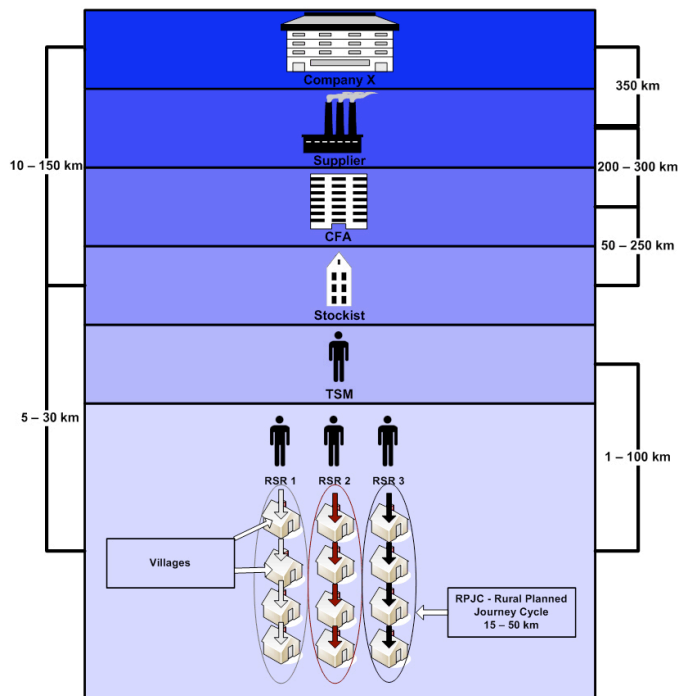 Company X
350 km
Supplier
10 – 150 km
200 – 300 km
CFA
50 – 250 km
Stockist
TSM
5 – 30 km
1 – 100 km
RSR 1
RSR 2
RSR 3
Villages
RPJC - Rural Planned
Journey Cycle
15 – 50 km